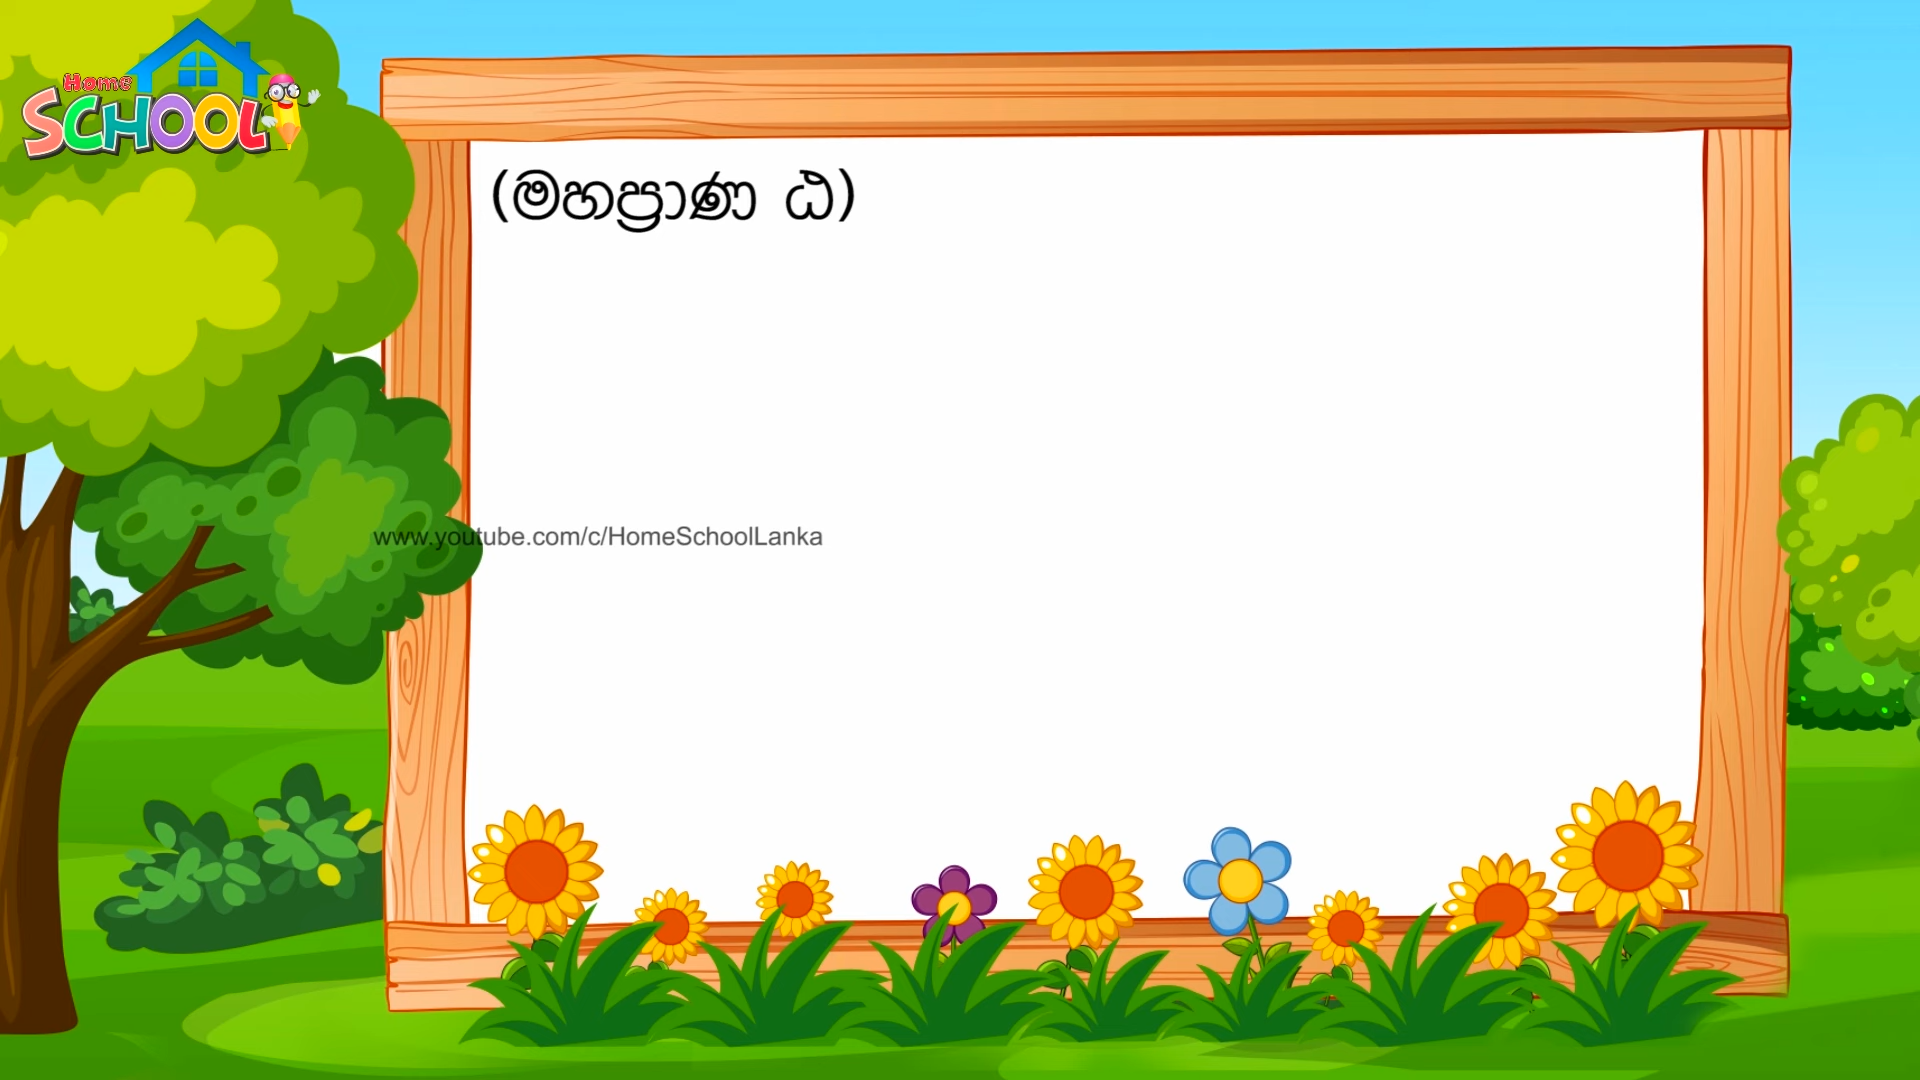 Home
SCHOOL
(මහප්‍රාණ ඨ)
www.youtube.com/c/HomeSchoolLanka